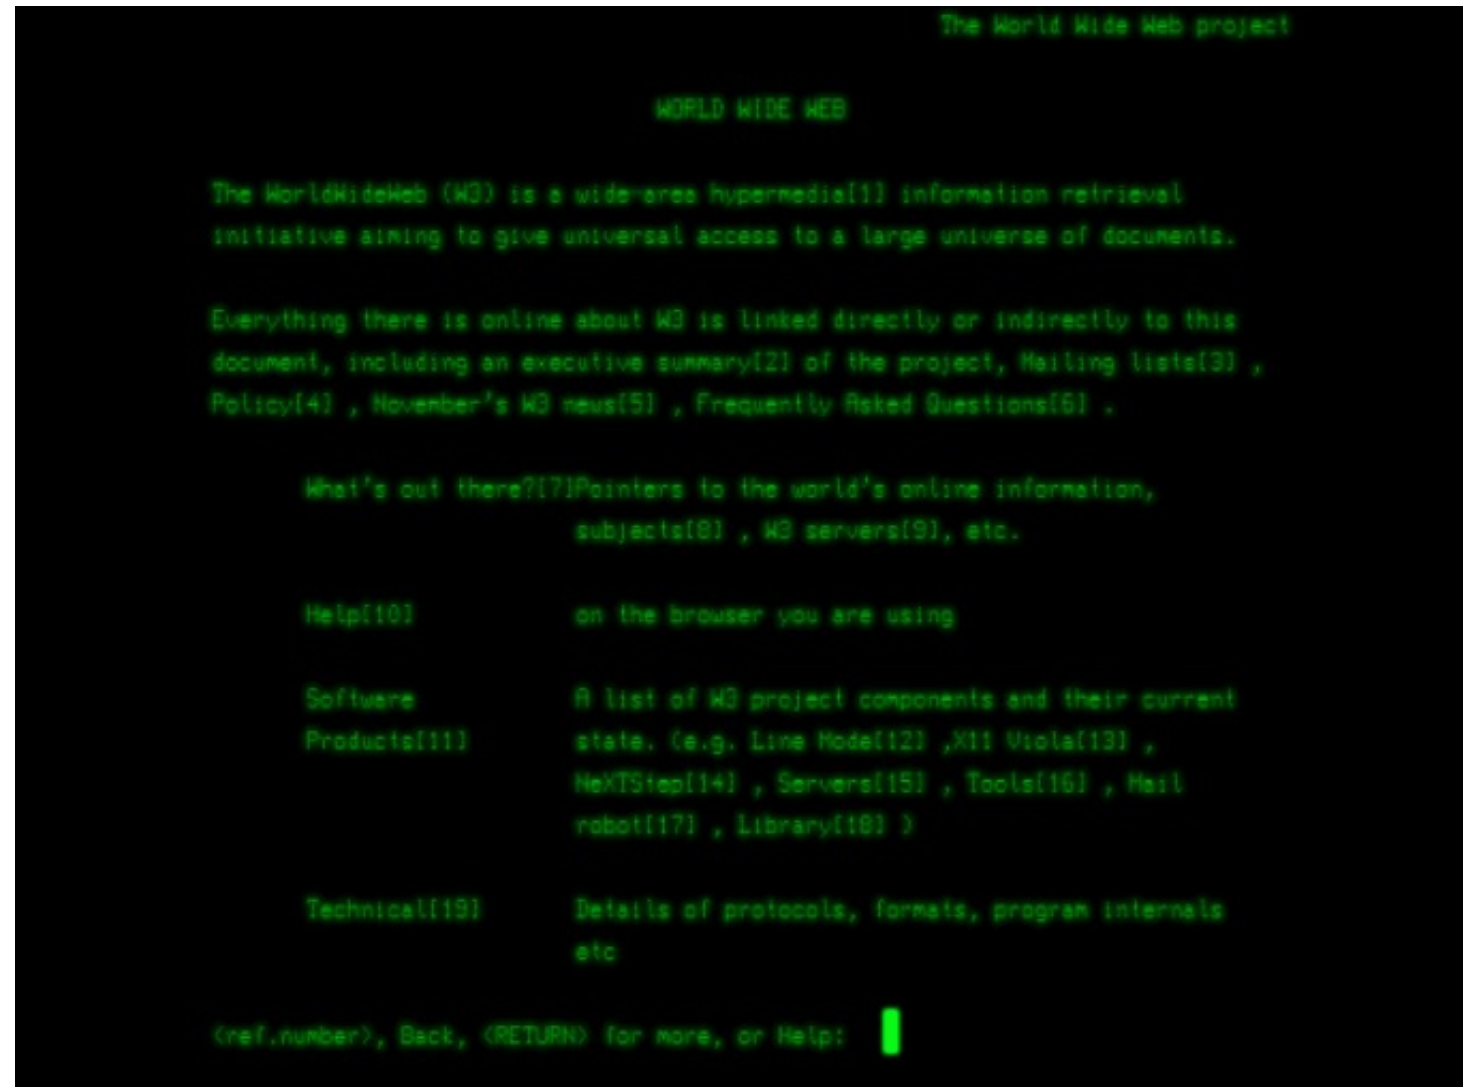 The World Wide Web project
WORLD WIDE WEB
The WorldWideWeb (W3) is a wide-area hypermedia[1] information retrieval
initiative aiming to give universal access to a large universe of documents.
Everything there is online about W3 is linked directly or indirectly to this
document, including an executive summary[2] of the project, Mailing lists[3] ,
Policy[4] , November's W3 news[5] , Frequently Asked Questions[6] .
What's out there?[7]Pointers to the world's online information,
subjects[8] , W3 servers[9], etc.
Help[10] on the browser you are using
Software A list of W3 project components and their current
Products[11] state. (e.g. Line Mode[12] ,X11 Viola[13] ,
NeXTStep[14] , Servers[15] , Tools[16] , Mail
robot[17] , Library[18] )
Technical[19] Details of protocols, formats, program internals
etc
<ref.number>, Back, <RETURN> for more, or Help: